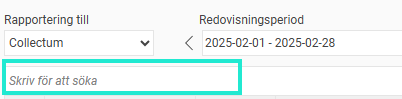 Rapportering till Redovisningsperiod
Collectum 2025-02-01 - 2025-02-28
Skriv för att söka